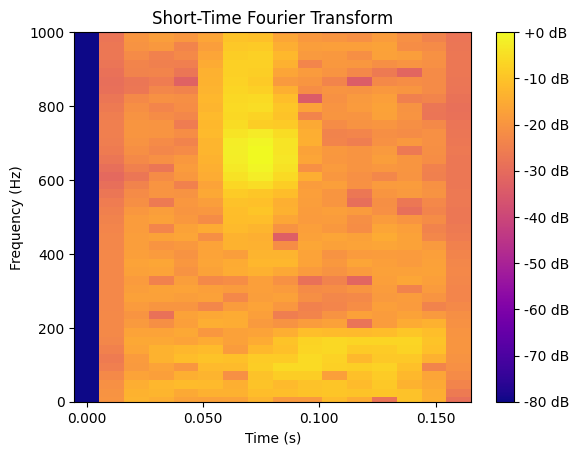 Short-Time Fourier Transform
1000
800
600
400
200
0
Frequency (Hz)
0.000
0.050
0.100
0.150
Time (s)
+0 dB
-10 dB
-20 dB
-30 dB
-40 dB
-50 dB
-60 dB
-70 dB
-80 dB